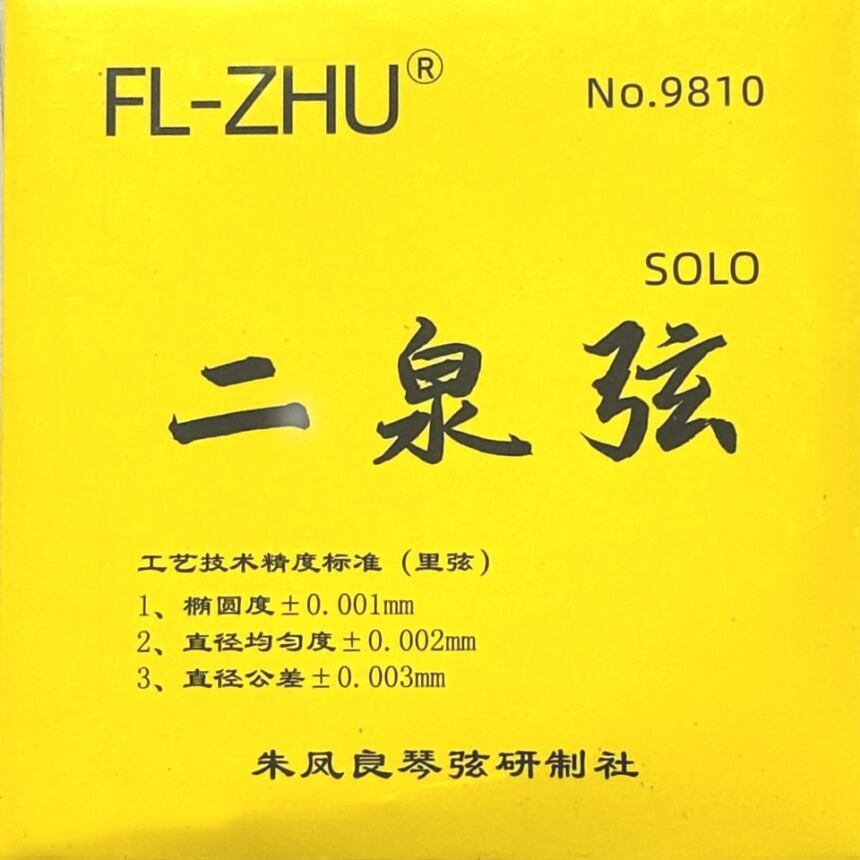 FL-ZHU®
No.9810
SOLO
二泉弦
工艺技术精度标准（里弦）
1、椭圆度±0.001mm
2、直径均匀度±0.002mm
3、直径公差±0.003mm
朱凤良琴弦研制社